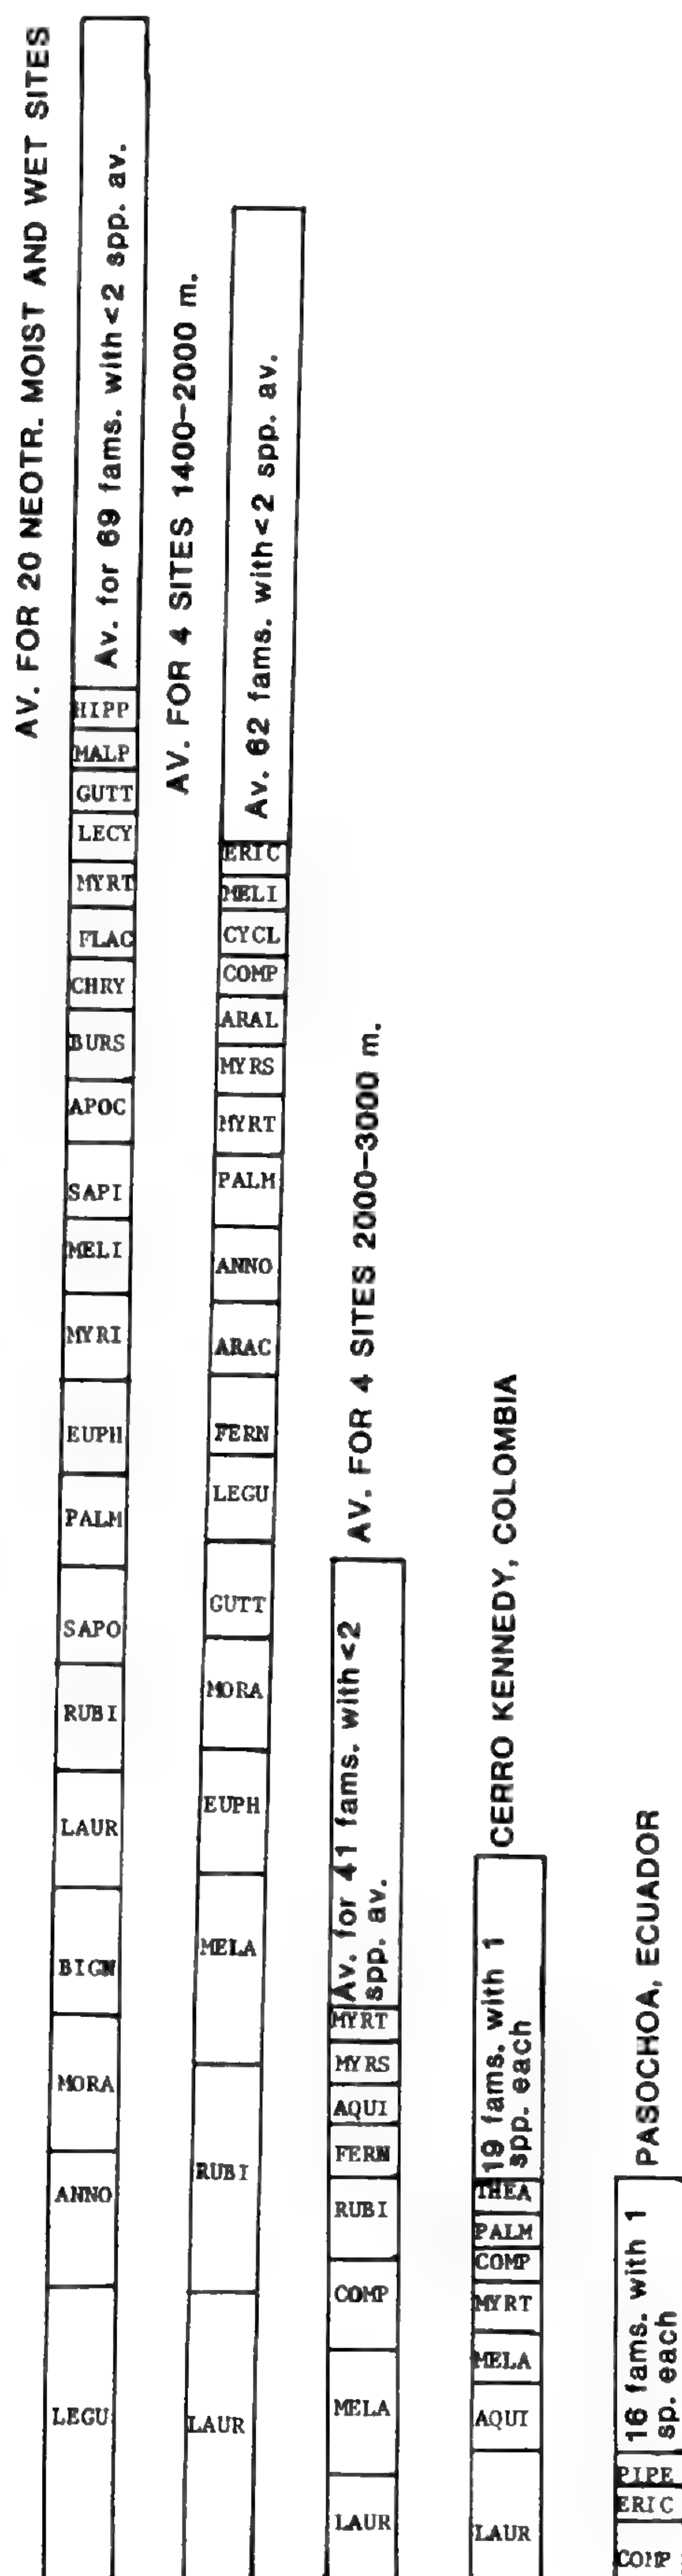 AV. FOR 20 NEOTR. MOIST AND WET SITES
Av. for 69 fams. with<2 spp. av.
HIPP
MALP
GUTT
LECY
MYRT
FLAC
CHRY
BURS
APOC
SAPI
MELI
MYRI
EUPH
PALM
SAPO
RUBI
LAUR
BIGN
MORA
ANNO
LEGU
AV. FOR 4 SITES 1400-2000 m.
Av. 62 fams. with<2 spp. av.
ERIC
MELI
CYCL
COMP
ARAL
MYRS
MYRT
PALM
ANNO
ARAC
FERN
LEGU
GUTT
MORA
EUPH
MELA
RUBI
LAUR
AV. FOR 4 SITES 2000-3000 m.
Av. for 41 fams. with<2
spp. av.
MYRT
MYRS
AQUI
FERN
RUBI
COMP
MELA
LAUR
CERRO KENNEDY, COLOMBIA
19 fams. with 1
spp. each
THEA
PALM
COMP
MYRT
MELA
AQUI
LAUR
PASOCHOA, ECUADOR
16 fams. with 1
sp. each
PIPE
ERIC
COMP